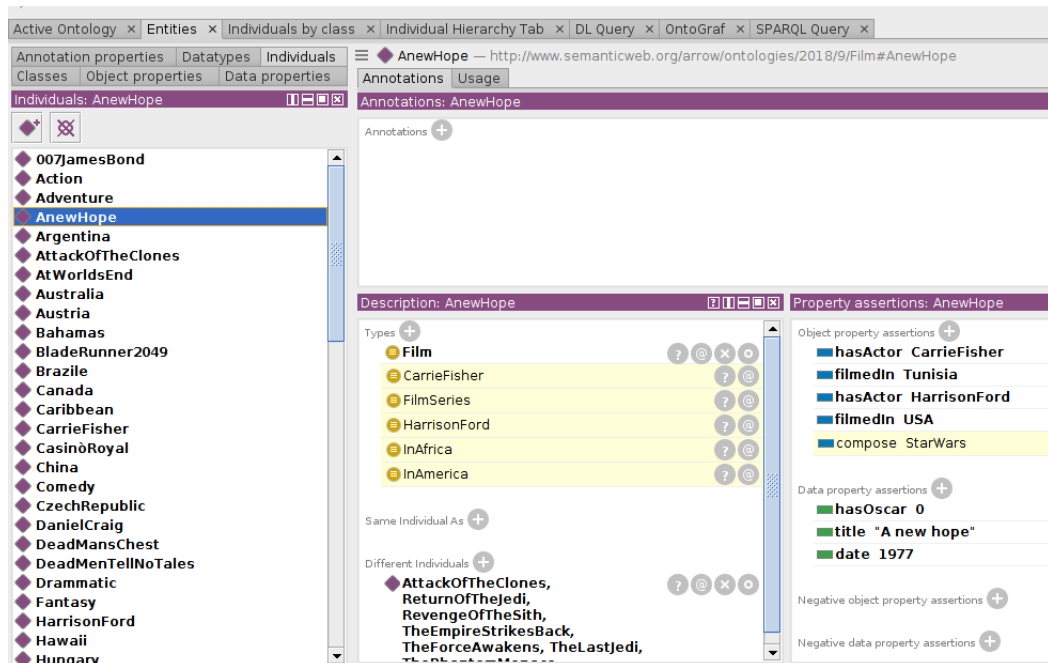 Active Ontology × Entities × Individuals by class × Individual Hierarchy Tab × DL Query × OntoGraf × SPARQL Query ×
Annotation properties Datatypes Individuals
Classes Object properties Data properties
Individuals: AnewHope
007JamesBond
Action
Adventure
AnewHope
Argentina
AttackOfTheClones
AtWorldsEnd
Australia
Austria
Bahamas
BladeRunner2049
Brazile
Canada
Caribbean
CarrieFisher
CasinòRoyal
China
Comedy
CzechRepublic
DanielCraig
DeadMansChest
DeadMenTellNoTales
Drammatic
Fantasy
HarrisonFord
Hawaii
Hungary
AnewHope — http://www.semanticweb.org/arrow/ontologies/2018/9/Film#AnewHope
Annotations Usage
Annotations: AnewHope
Annotations
Description: AnewHope
Types
Film
CarrieFisher
FilmSeries
HarrisonFord
InAfrica
InAmerica
Same Individual As
Different Individuals
AttackOfTheClones,
ReturnOfTheJedi,
RevengeOfTheSith,
TheEmpireStrikesBack,
TheForceAwakens, TheLastJedi,
ThePhantomMenace
Property assertions: AnewHope
Object property assertions
hasActor CarrieFisher
filmedIn Tunisia
hasActor HarrisonFord
filmedIn USA
compose StarWars
Data property assertions
hasOscar 0
title "A new hope"
date 1977
Negative object property assertions
Negative data property assertions